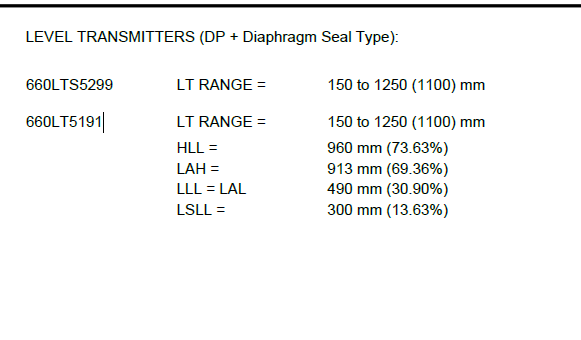 LEVEL TRANSMITTERS (DP + Diaphragm Seal Type):
660LTS5299 LT RANGE = 150 to 1250 (1100) mm
660LT5191 LT RANGE = 150 to 1250 (1100) mm
HLL = 960 mm (73.63%)
LAH = 913 mm (69.36%)
LLL = LAL 490 mm (30.90%)
LSLL = 300 mm (13.63%)